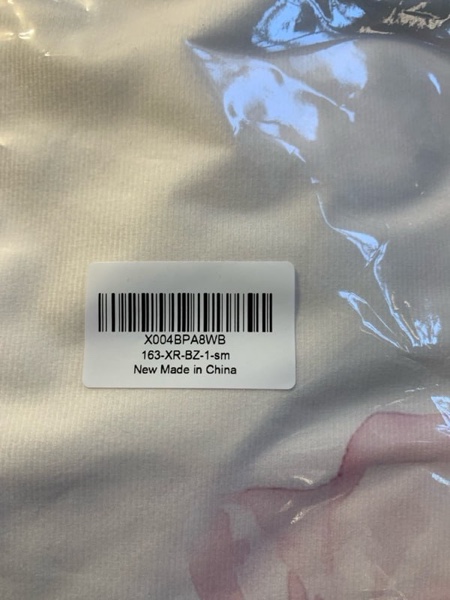 X004BPA8WB
163-XR-BZ-1-sm
New Made in China